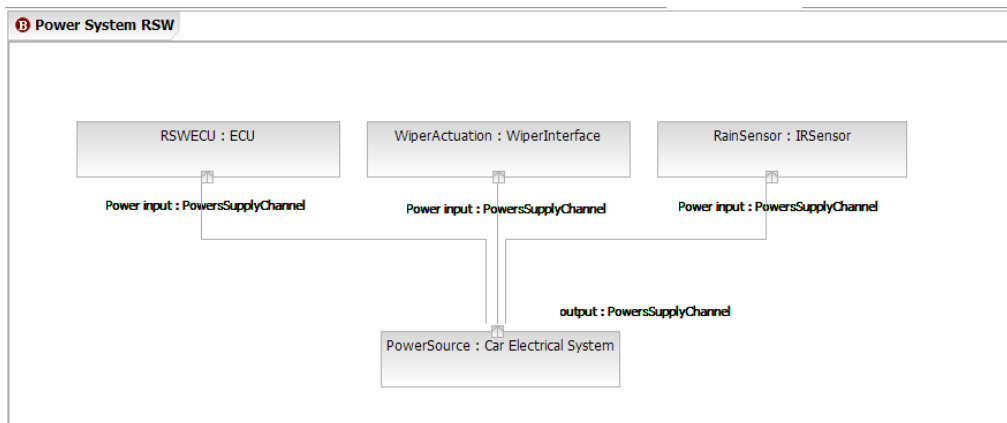 B Power System RSW
RSWECU : ECU
WiperActuation : WiperInterface
RainSensor : IRSensor
Power input : PowersSupplyChannel
Power input : PowersSupplyChannel
Power input : PowersSupplyChannel
output : PowersSupplyChannel
PowerSource : Car Electrical System